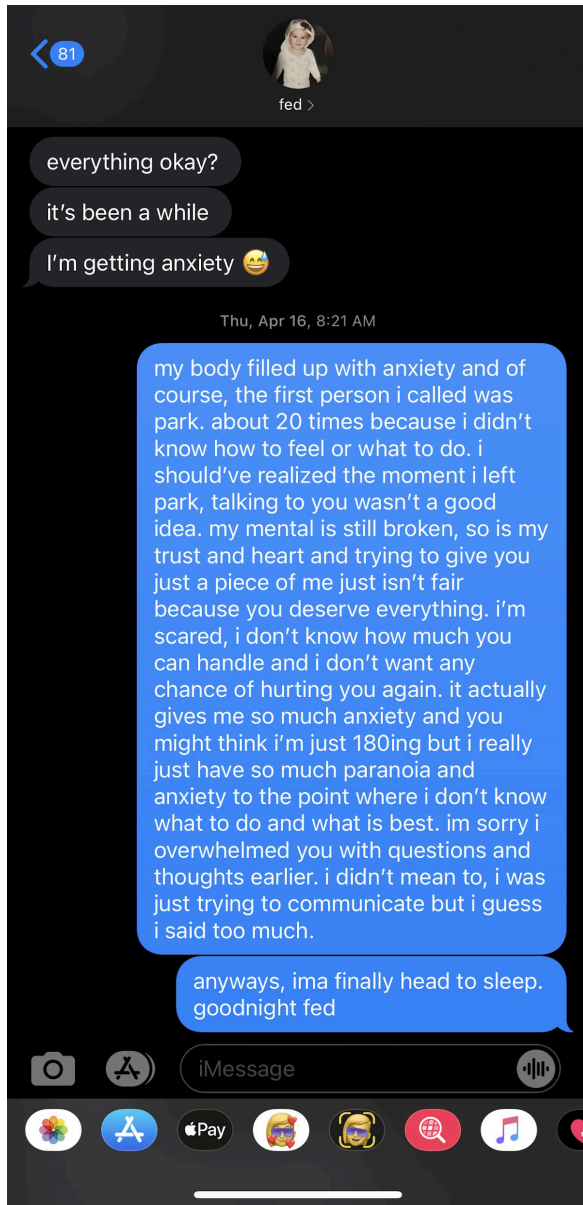 81
fed >
everything okay?
it's been a while
I'm getting anxiety 😅
Thu, Apr 16, 8:21 AM
my body filled up with anxiety and of
course, the first person i called was
park. about 20 times because i didn't
know how to feel or what to do. i
should've realized the moment i left
park, talking to you wasn't a good
idea. my mental is still broken, so is my
trust and heart and trying to give you
just a piece of me just isn't fair
because you deserve everything. i'm
scared, i don't know how much you
can handle and i don't want any
chance of hurting you again. it actually
gives me so much anxiety and you
might think i'm just 180ing but i really
just have so much paranoia and
anxiety to the point where i don't know
what to do and what is best. im sorry i
overwhelmed you with questions and
thoughts earlier. i didn't mean to, i was
just trying to communicate but i guess
i said too much.
anyways, ima finally head to sleep.
goodnight fed
iMessage
Pay